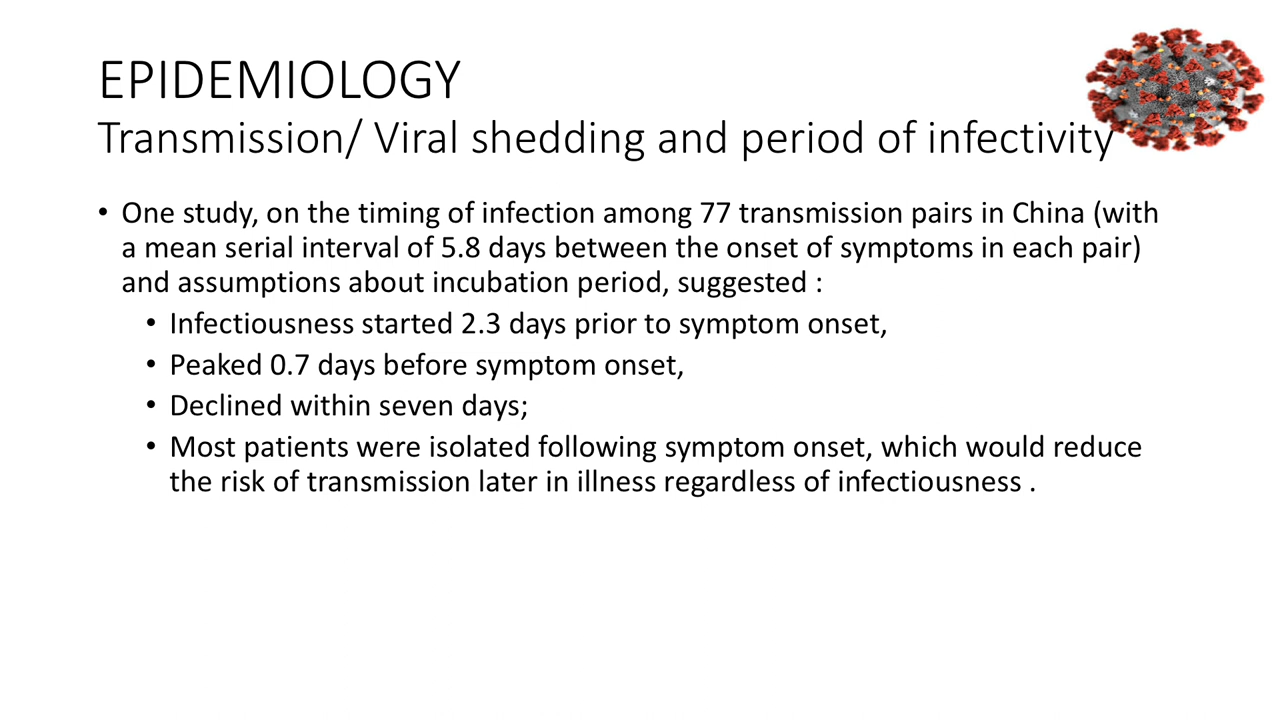 EPIDEMIOLOGY
Transmission/ Viral shedding and period of infectivity
• One study, on the timing of infection among 77 transmission pairs in China (with
a mean serial interval of 5.8 days between the onset of symptoms in each pair)
and assumptions about incubation period, suggested :
• Infectiousness started 2.3 days prior to symptom onset,
• Peaked 0.7 days before symptom onset,
• Declined within seven days;
• Most patients were isolated following symptom onset, which would reduce
the risk of transmission later in illness regardless of infectiousness .